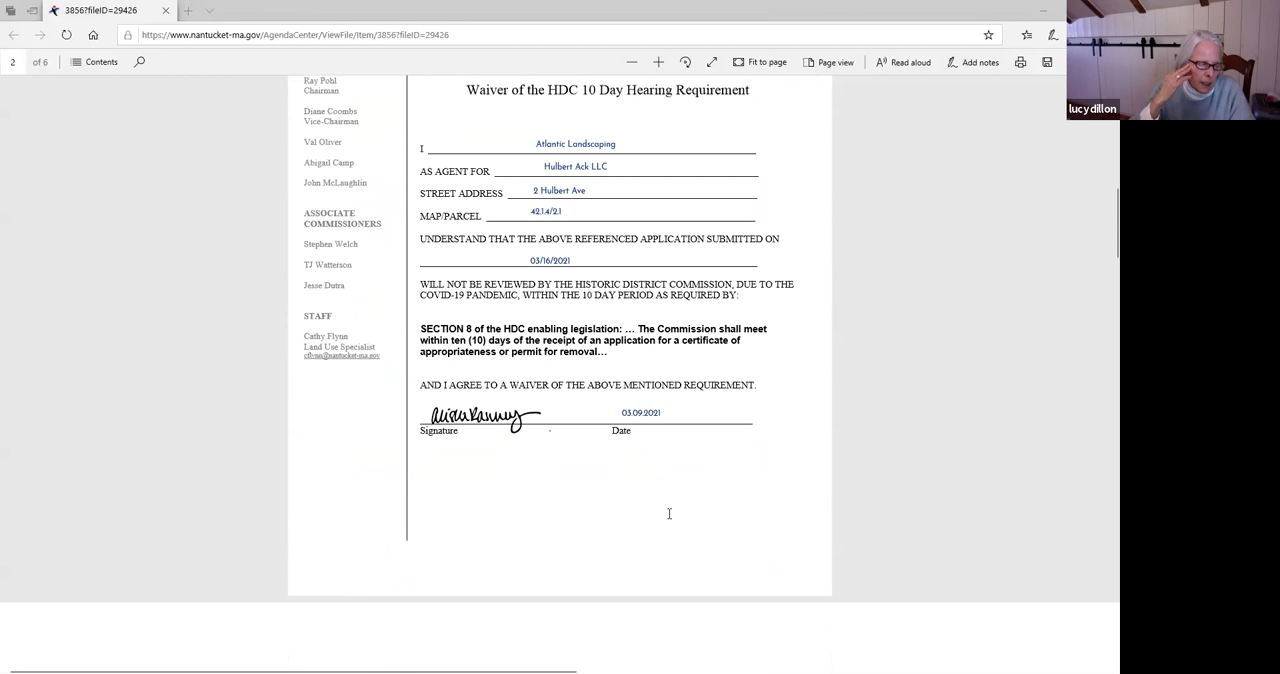 3856?fileID=29426
https://www.nantucket-ma.gov/AgendaCenter/ViewFile/Item/3856?fileID=29426
2 of 6 Contents Fit to page Page view Read aloud Add notes
lucydillon
Ray Pohl
Chairman
Diane Coombs
Vice-Chairman
Val Oliver
Abigail Camp
John McLaughlin
ASSOCIATE
COMMISSIONERS
Stephen Welch
TJ Watterson
Jesse Dutra
STAFF
Cathy Flynn
Land Use Specialist
cflynn@nantucket-ma.gov
Waiver of the HDC 10 Day Hearing Requirement
I Atlantic Landscaping
AS AGENT FOR Hulbert Ack LLC
STREET ADDRESS 2 Hulbert Ave
MAP/PARCEL 42.1.4/2.1
UNDERSTAND THAT THE ABOVE REFERENCED APPLICATION SUBMITTED ON
03/16/2021
WILL NOT BE REVIEWED BY THE HISTORIC DISTRICT COMMISSION, DUE TO THE
COVID-19 PANDEMIC, WITHIN THE 10 DAY PERIOD AS REQUIRED BY:
SECTION 8 of the HDC enabling legislation: … The Commission shall meet
within ten (10) days of the receipt of an application for a certificate of
appropriateness or permit for removal…
AND I AGREE TO A WAIVER OF THE ABOVE MENTIONED REQUIREMENT.
03.09.2021
Signature Date